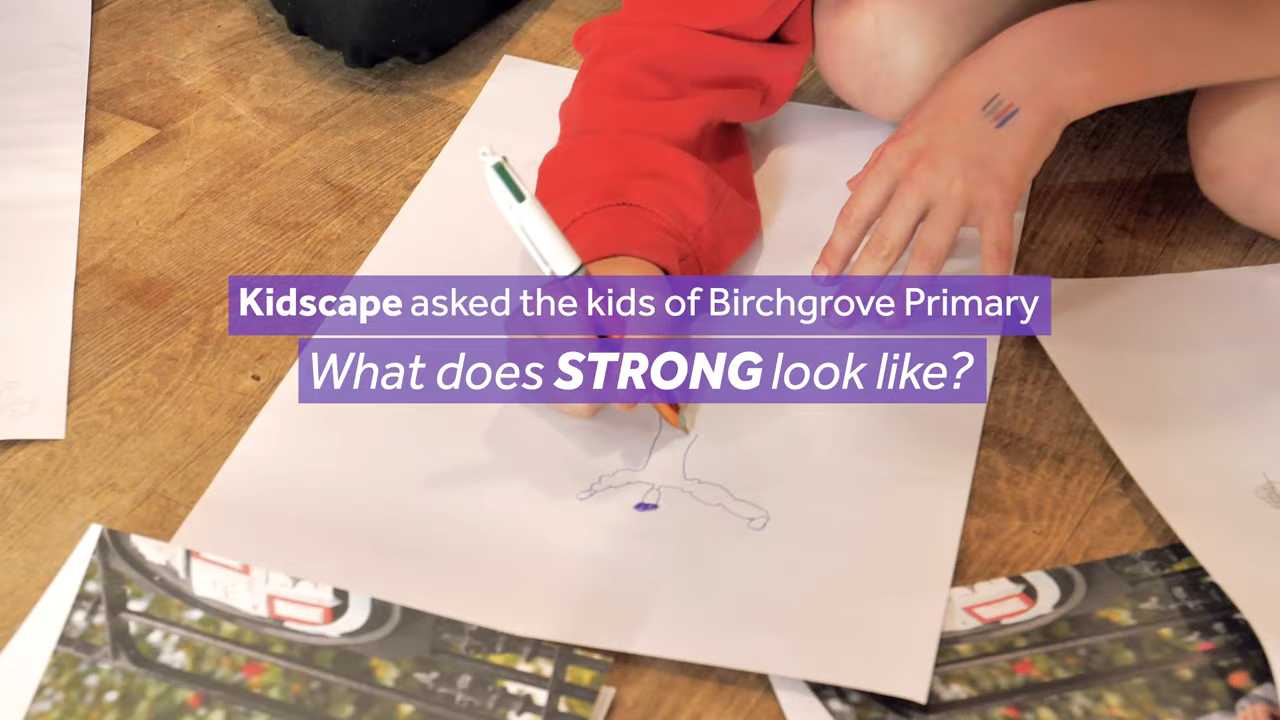 Kidscape asked the kids of Birchgrove Primary
What does STRONG look like?